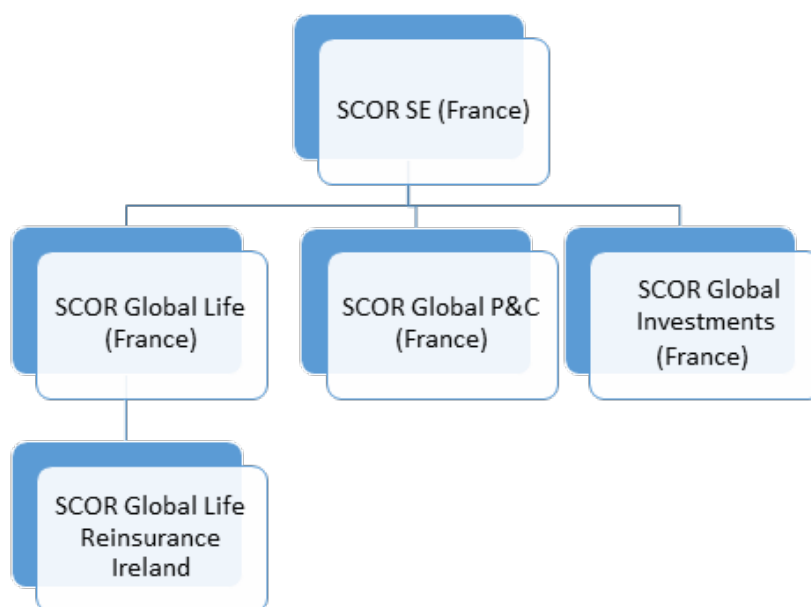 SCOR SE (France)
SCOR Global Life
(France)
SCOR Global P&C
(France)
SCOR Global
Investments
(France)
SCOR Global Life
Reinsurance
Ireland